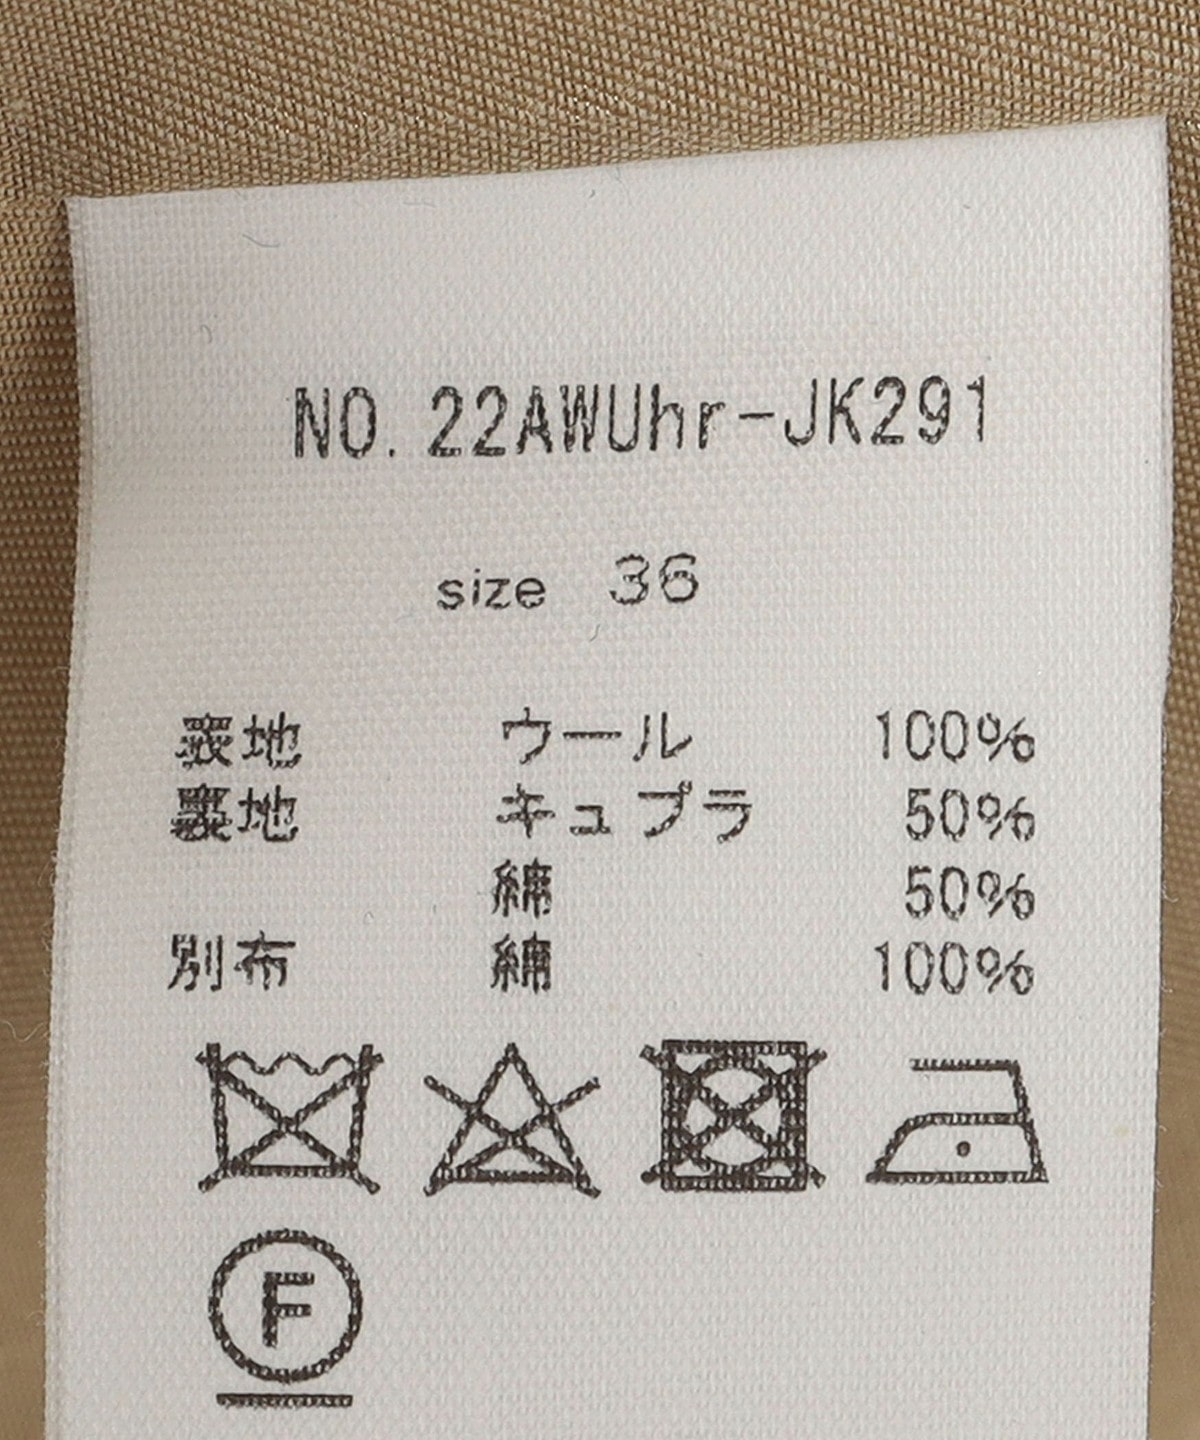 NO. 22AWUhr-JK291
size 36
表地 ウール 100%
裏地 キュプラ 50%
綿 50%
別布 綿 100%
F